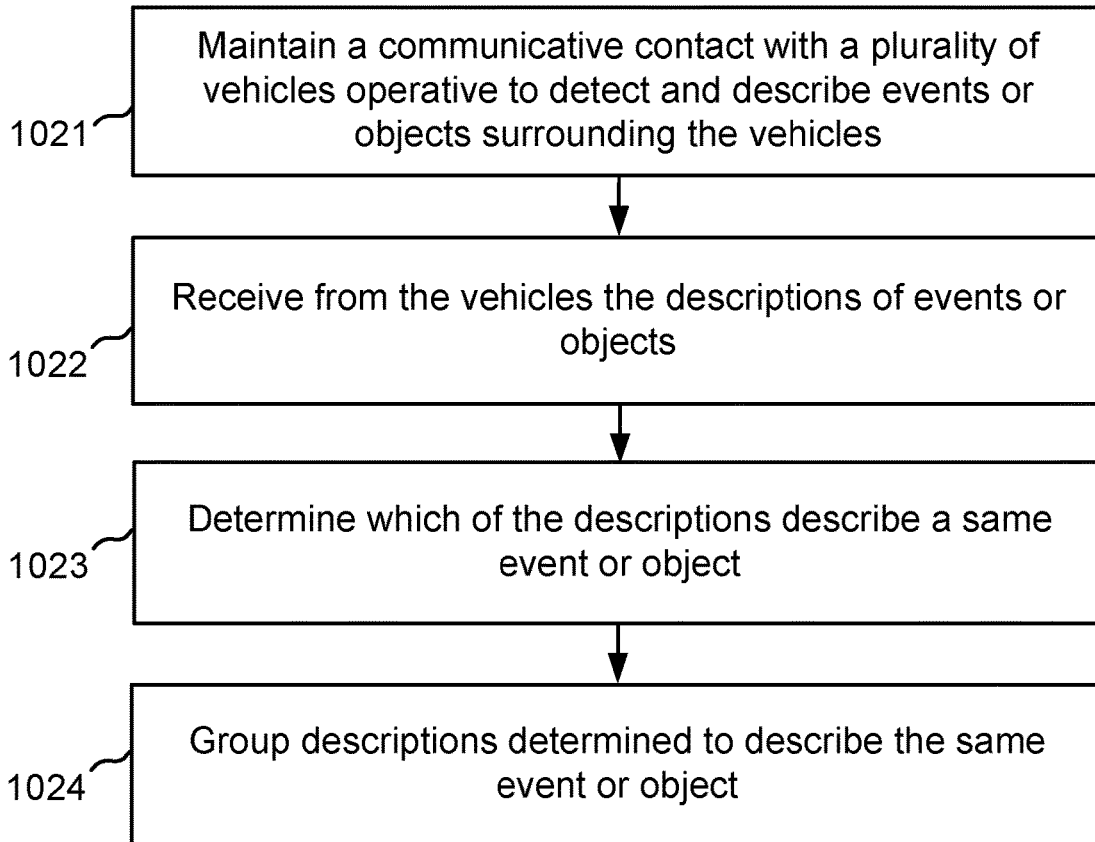 Maintain a communicative contact with a plurality of
vehicles operative to detect and describe events or
objects surrounding the vehicles
1021
Receive from the vehicles the descriptions of events or
objects
1022
Determine which of the descriptions describe a same
event or object
1023
Group descriptions determined to describe the same
event or object
1024